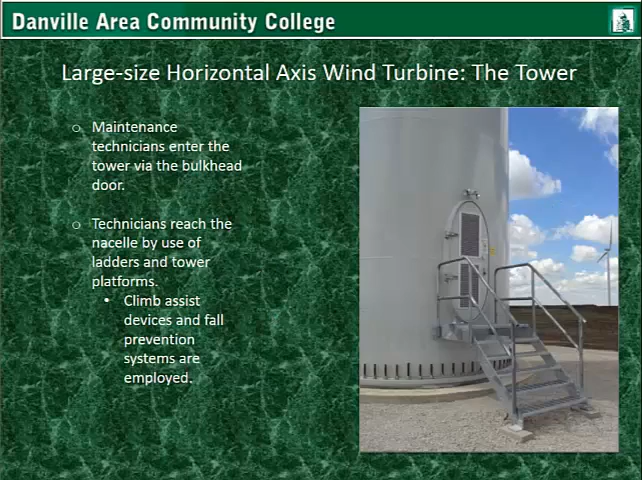 Danville Area Community College
Large-size Horizontal Axis Wind Turbine: The Tower
○ Maintenance
technicians enter the
tower via the bulkhead
door.
○ Technicians reach the
nacelle by use of
ladders and tower
platforms.
• Climb assist
devices and fall
prevention
systems are
employed.